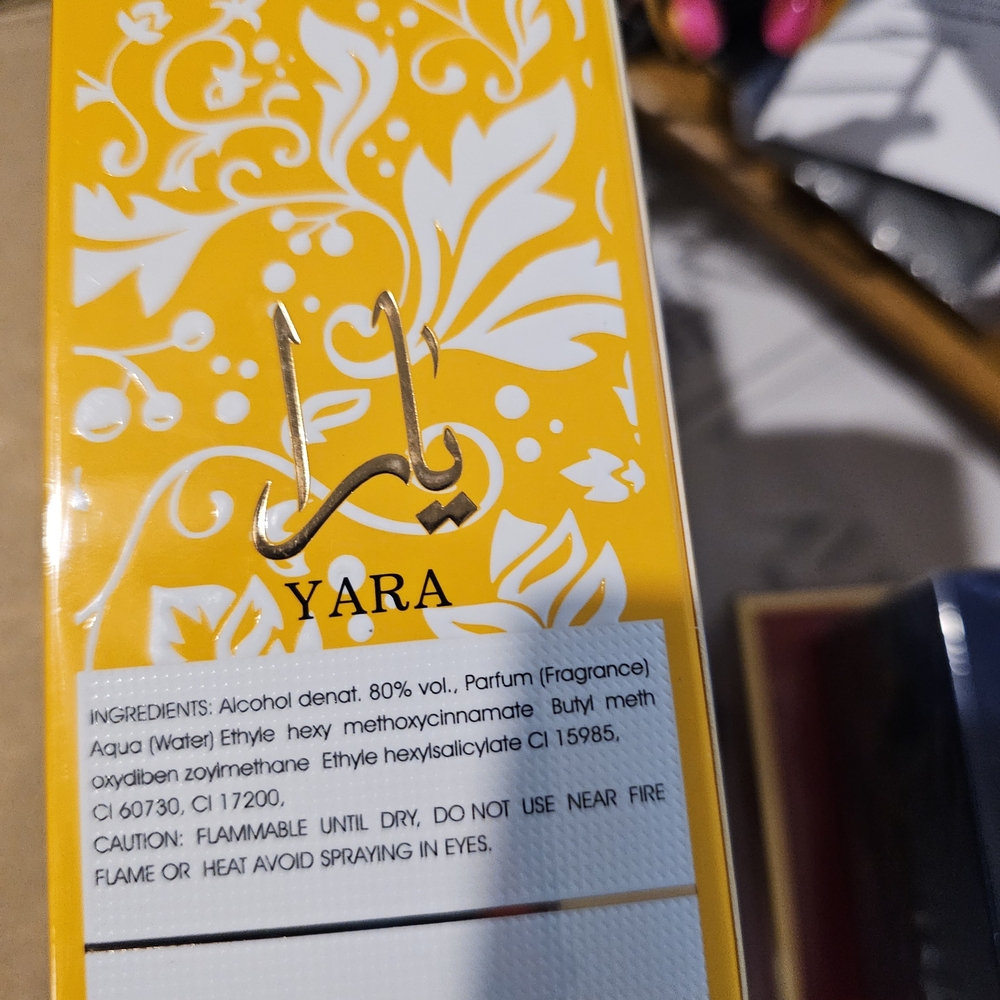 يارا
YARA
INGREDIENTS: Alcohol denat. 80% vol., Parfum (Fragrance)
Aqua (Water) Ethyle hexy methoxycinnamate Butyl meth
oxydiben zoylmethane Ethyle hexylsalicylate CI 15985,
CI 60730, CI 17200,
CAUTION: FLAMMABLE UNTIL DRY, DO NOT USE NEAR FIRE
FLAME OR HEAT AVOID SPRAYING IN EYES.